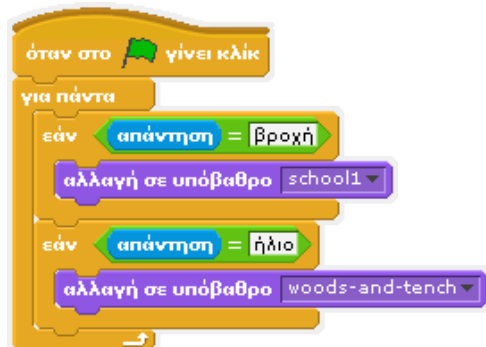 όταν στο γίνει κλίκ
για πάντα
εάν απάντηση = βροχή
αλλαγή σε υπόβαθρο school1
εάν απάντηση = ήλιο
αλλαγή σε υπόβαθρο woods-and-tench